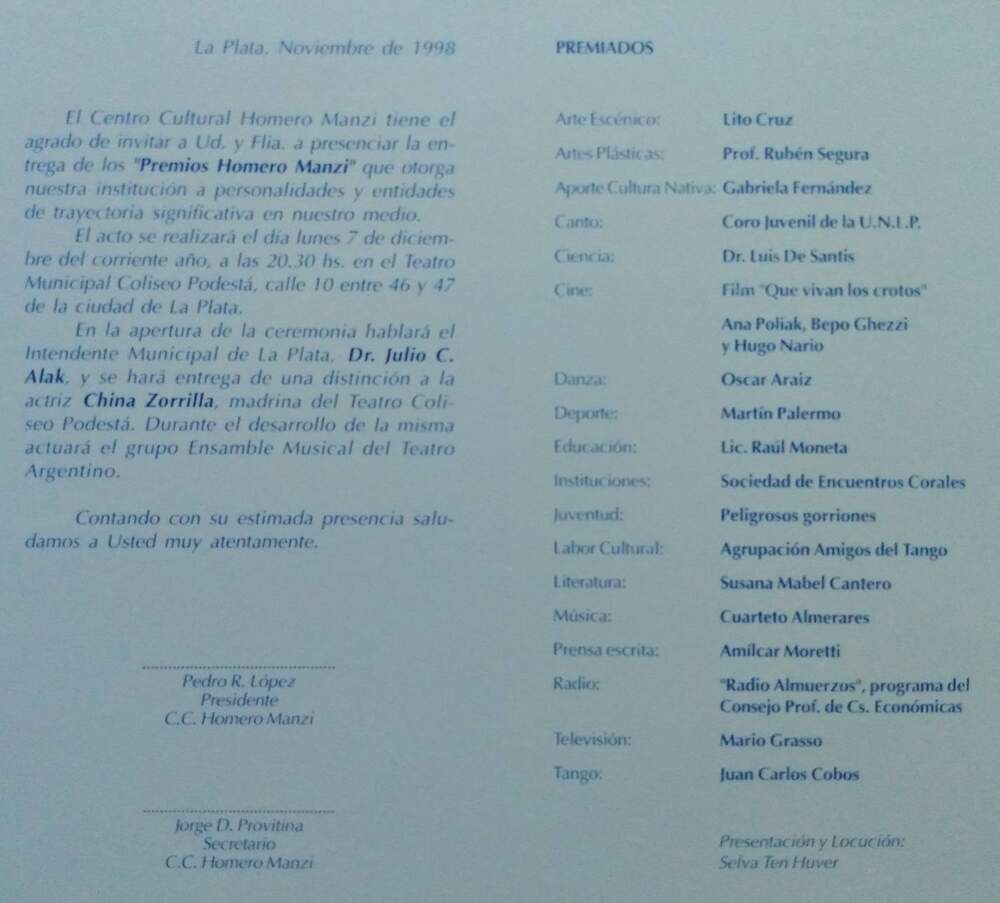 La Plata, Noviembre de 1998
El Centro Cultural Homero Manzi tiene el
agrado de invitar a Ud. y Flia. a presenciar la en-
trega de los "Premios Homero Manzi" que otorga
nuestra institución a personalidades y entidades
de trayectoria significativa en nuestro medio.
El acto se realizará el día lunes 7 de diciem-
bre del corriente año, a las 20.30 hs. en el Teatro
Municipal Coliseo Podestá, calle 10 entre 46 y 47
de la ciudad de La Plata.
En la apertura de la ceremonia hablará el
Intendente Municipal de La Plata, Dr. Julio C.
Alak, y se hará entrega de una distinción a la
actriz China Zorrilla, madrina del Teatro Coli-
seo Podestá. Durante el desarrollo de la misma
actuará el grupo Ensamble Musical del Teatro
Argentino.
Contando con su estimada presencia salu-
damos a Usted muy atentamente.
Pedro R. López
Presidente
C.C. Homero Manzi
Jorge D. Provitina
Secretario
C.C. Homero Manzi
PREMIADOS
Arte Escénico: Lito Cruz
Artes Plásticas: Prof. Rubén Segura
Aporte Cultura Nativa: Gabriela Fernández
Canto: Coro Juvenil de la U.N.L.P.
Ciencia: Dr. Luis De Santis
Cine: Film "Que vivan los crotos"
Ana Poliak, Bepo Ghezzi
y Hugo Nario
Danza: Oscar Araiz
Deporte: Martín Palermo
Educación: Lic. Raúl Moneta
Instituciones: Sociedad de Encuentros Corales
Juventud: Peligrosos gorriones
Labor Cultural: Agrupación Amigos del Tango
Literatura: Susana Mabel Cantero
Música: Cuarteto Almerares
Prensa escrita: Amílcar Moretti
Radio: "Radio Almuerzos", programa del
Consejo Prof. de Cs. Económicas
Televisión: Mario Grasso
Tango: Juan Carlos Cobos
Presentación y Locución:
Selva Ten Huver